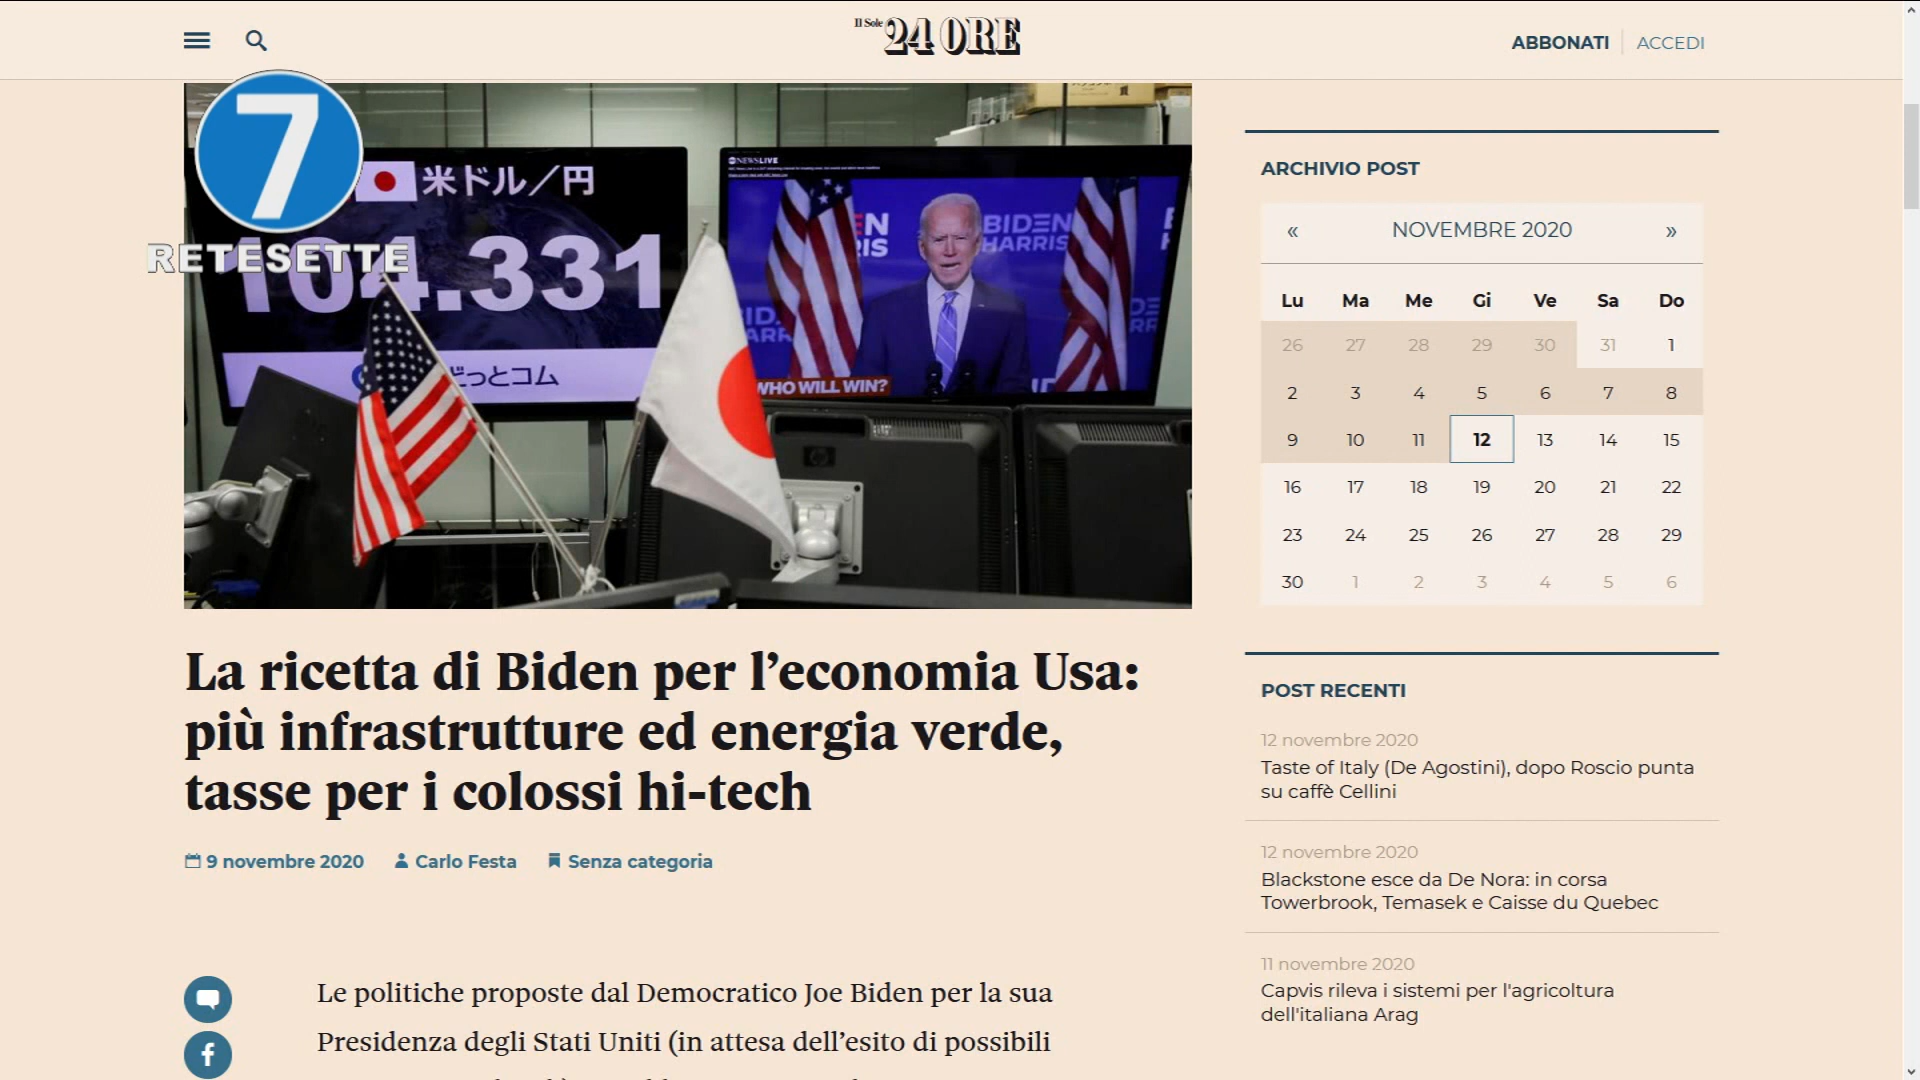 Il Sole
24 ORE
ABBONATI
ACCEDI
7
RETESETTE
米ドル／円
104.331
どっとコム
NEWS LIVE
BIDEN
HARRIS
WHO WILL WIN?
La ricetta di Biden per l’economia Usa:
più infrastrutture ed energia verde,
tasse per i colossi hi-tech
9 novembre 2020 Carlo Festa Senza categoria
Le politiche proposte dal Democratico Joe Biden per la sua
Presidenza degli Stati Uniti (in attesa dell’esito di possibili
ARCHIVIO POST
« NOVEMBRE 2020 »
Lu Ma Me Gi Ve Sa Do
26 27 28 29 30 31 1
2 3 4 5 6 7 8
9 10 11 12 13 14 15
16 17 18 19 20 21 22
23 24 25 26 27 28 29
30 1 2 3 4 5 6
POST RECENTI
12 novembre 2020
Taste of Italy (De Agostini), dopo Roscio punta
su caffè Cellini
12 novembre 2020
Blackstone esce da De Nora: in corsa
Towerbrook, Temasek e Caisse du Quebec
11 novembre 2020
Capvis rileva i sistemi per l'agricoltura
dell'italiana Arag